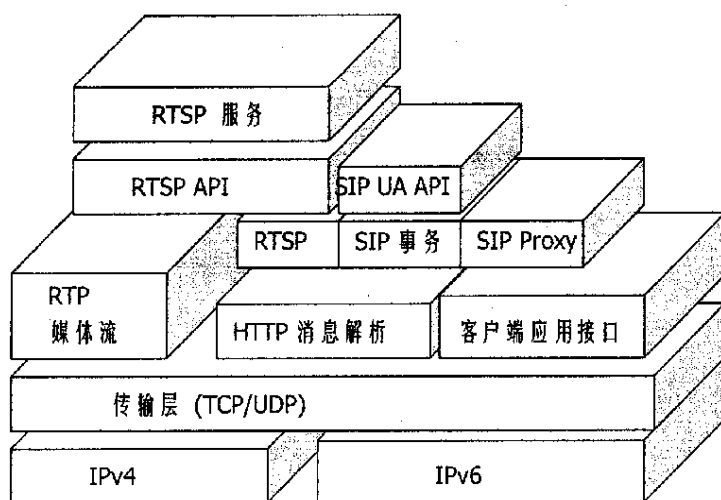 RTSP 服务
RTSP API
SIP UA API
RTSP
SIP 事务
SIP Proxy
RTP
媒体流
HTTP 消息解析
客户端应用接口
传输层 (TCP/UDP)
IPv4
IPv6